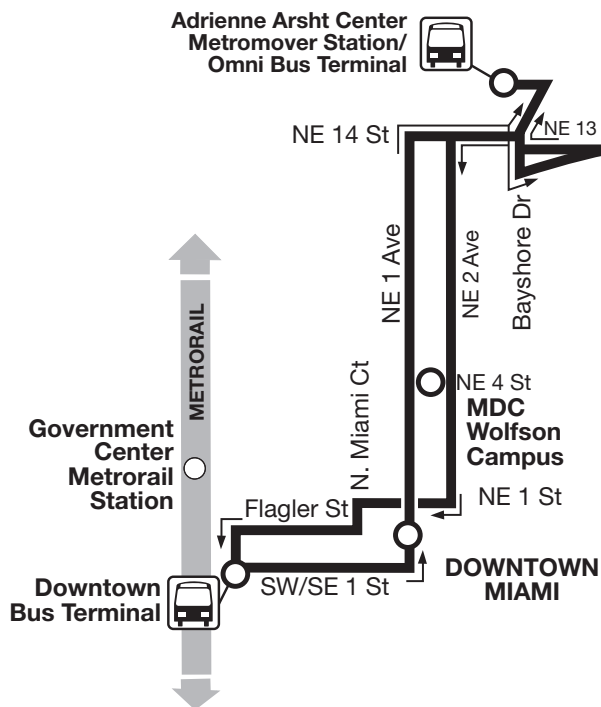 Adrienne Arsht Center
Metromover Station/
Omni Bus Terminal
NE 14 St
NE 13
Bayshore Dr
NE 1 Ave
NE 2 Ave
METRORAIL
N. Miami Ct
NE 4 St
MDC
Wolfson
Campus
Government
Center
Metrorail
Station
Flagler St
NE 1 St
Downtown
Bus Terminal
SW/SE 1 St
DOWNTOWN
MIAMI